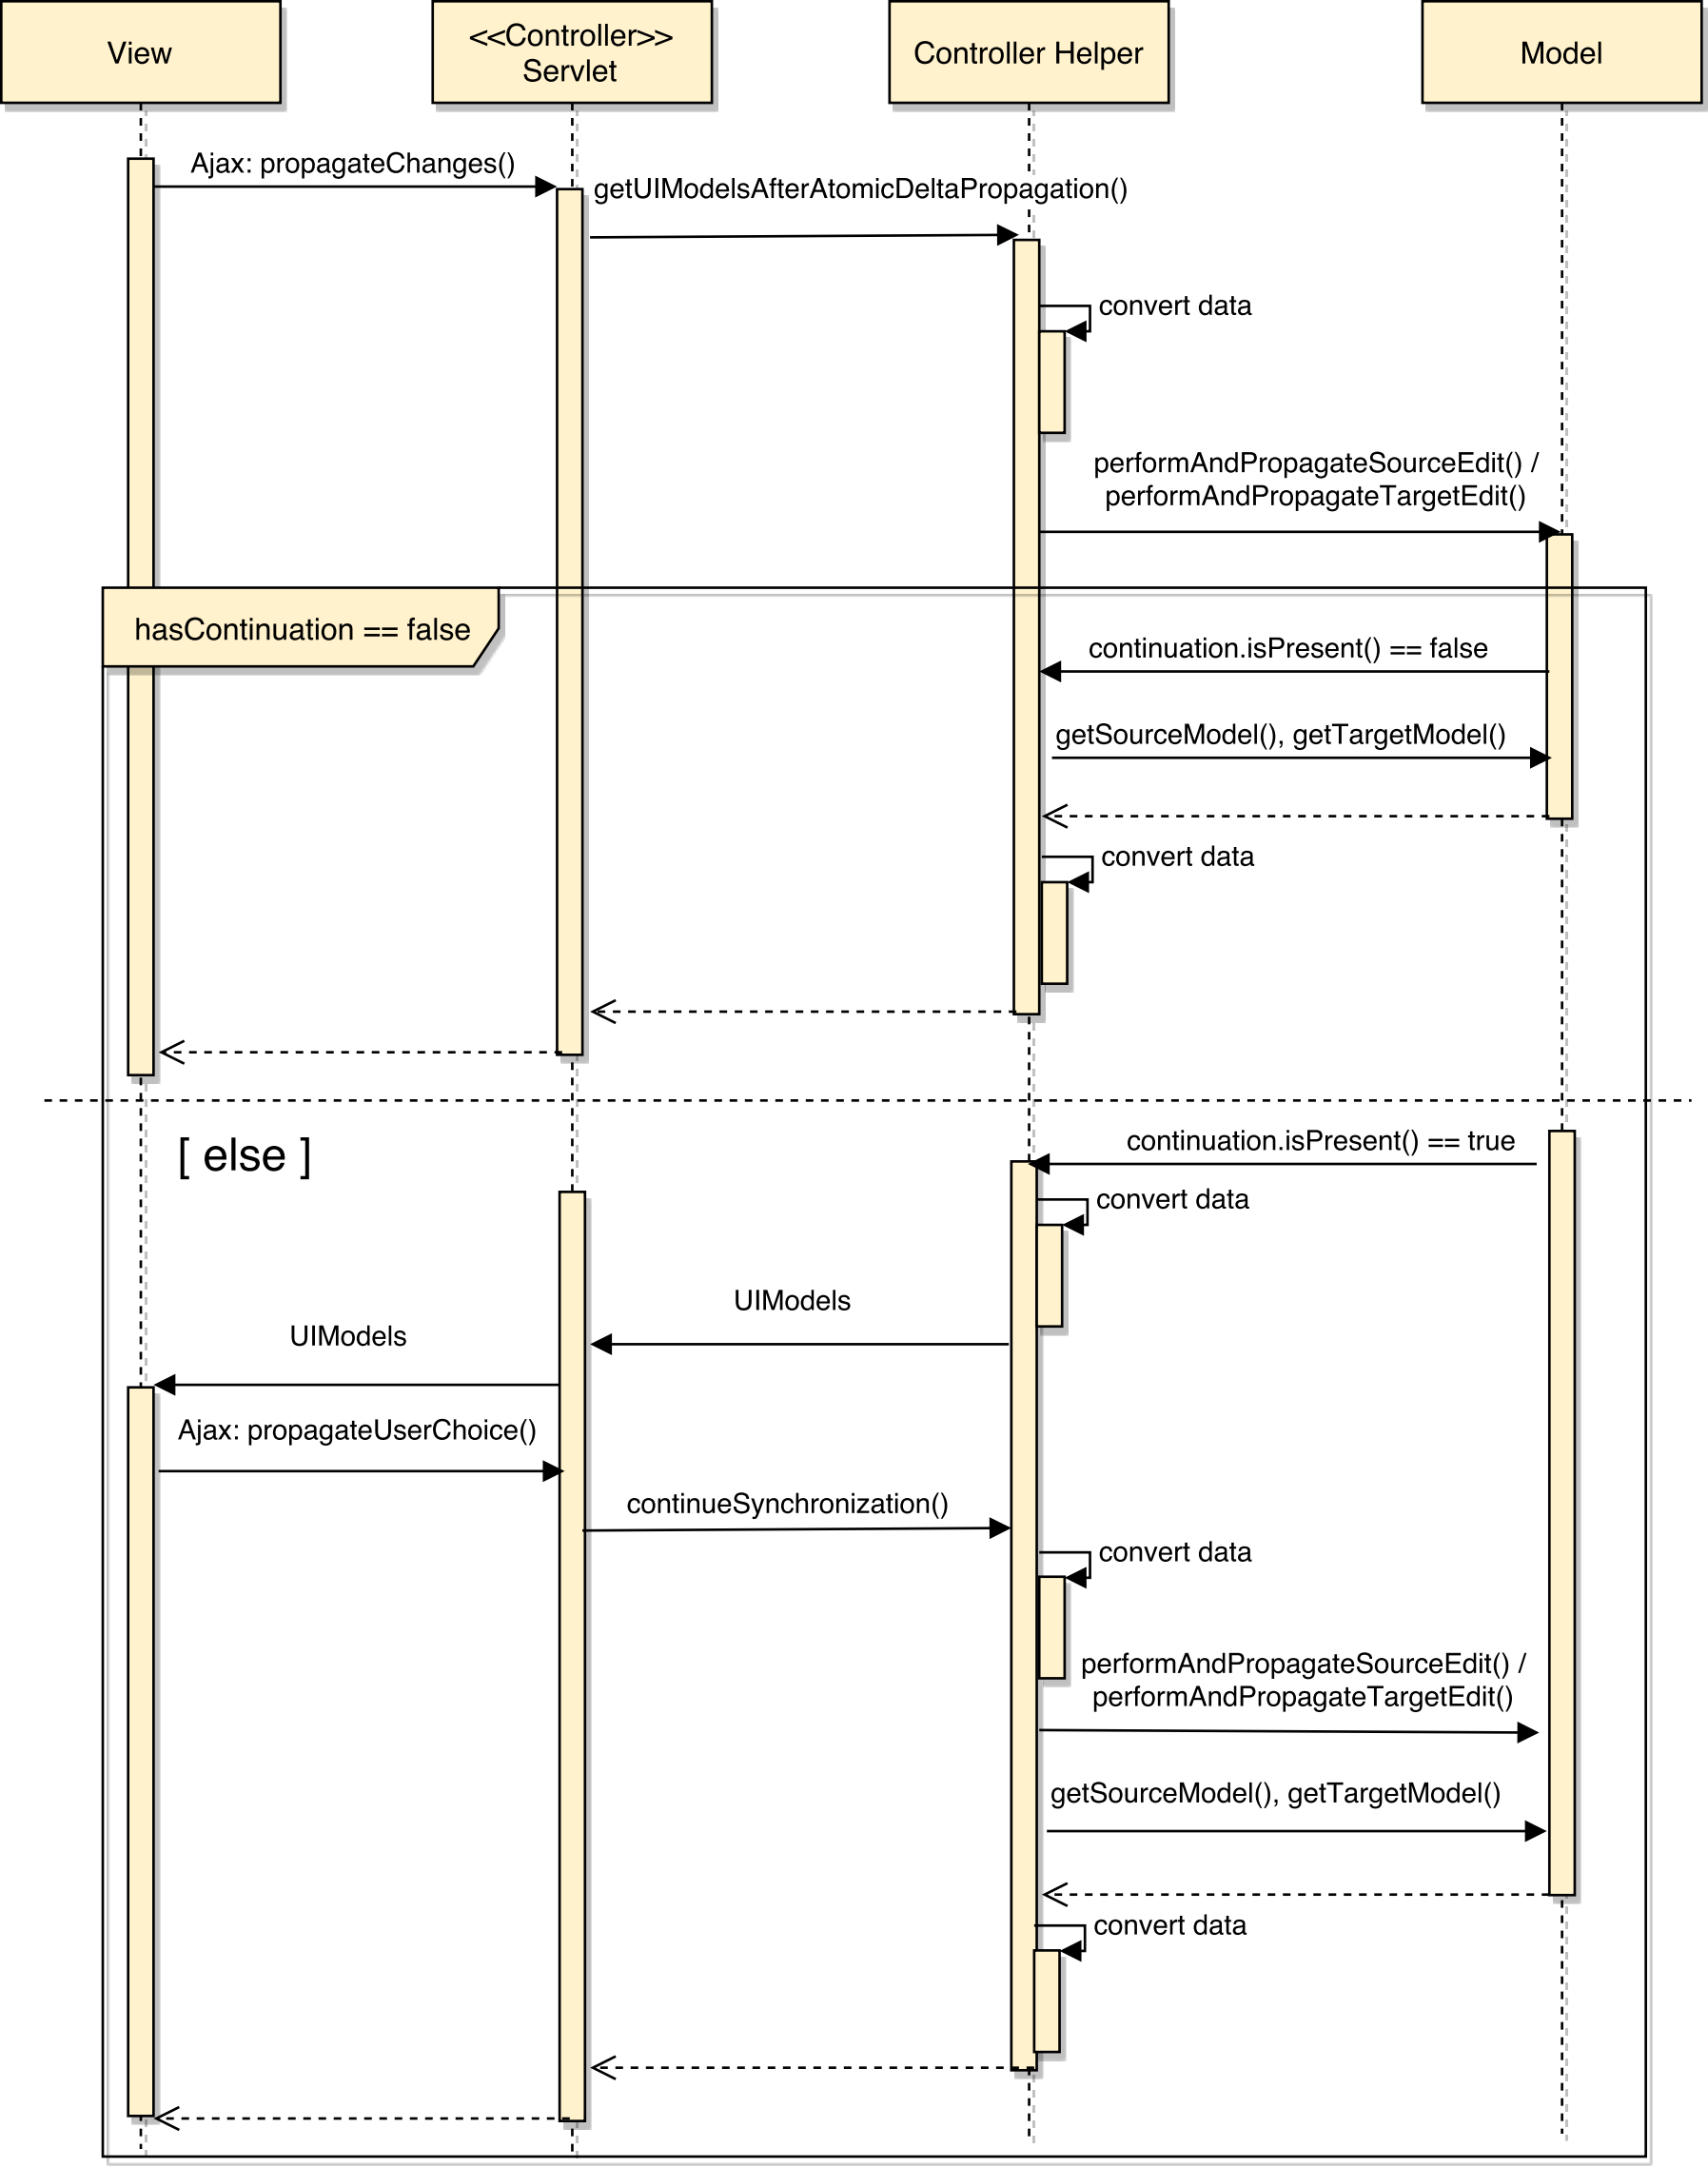 View
<<Controller>>
Servlet
Controller Helper
Model
Ajax: propagateChanges()
getUIModelsAfterAtomicDeltaPropagation()
convert data
performAndPropagateSourceEdit() /
performAndPropagateTargetEdit()
hasContinuation == false
continuation.isPresent() == false
getSourceModel(), getTargetModel()
convert data
[ else ]
continuation.isPresent() == true
convert data
UIModels
UIModels
Ajax: propagateUserChoice()
continueSynchronization()
convert data
performAndPropagateSourceEdit() /
performAndPropagateTargetEdit()
getSourceModel(), getTargetModel()
convert data